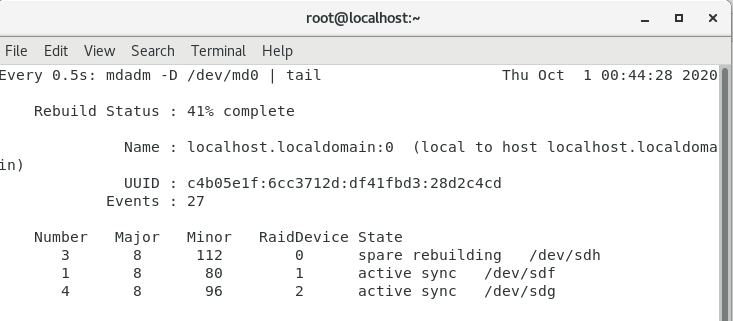 root@localhost:~
File Edit View Search Terminal Help
Every 0.5s: mdadm -D /dev/md0 | tail Thu Oct  1 00:44:28 2020
Rebuild Status : 41% complete
Name : localhost.localdomain:0  (local to host localhost.localdoma
in)
UUID : c4b05e1f:6cc3712d:df41fbd3:28d2c4cd
Events : 27
Number Major Minor RaidDevice State
3 8 112 0 spare rebuilding /dev/sdh
1 8 80 1 active sync /dev/sdf
4 8 96 2 active sync /dev/sdg